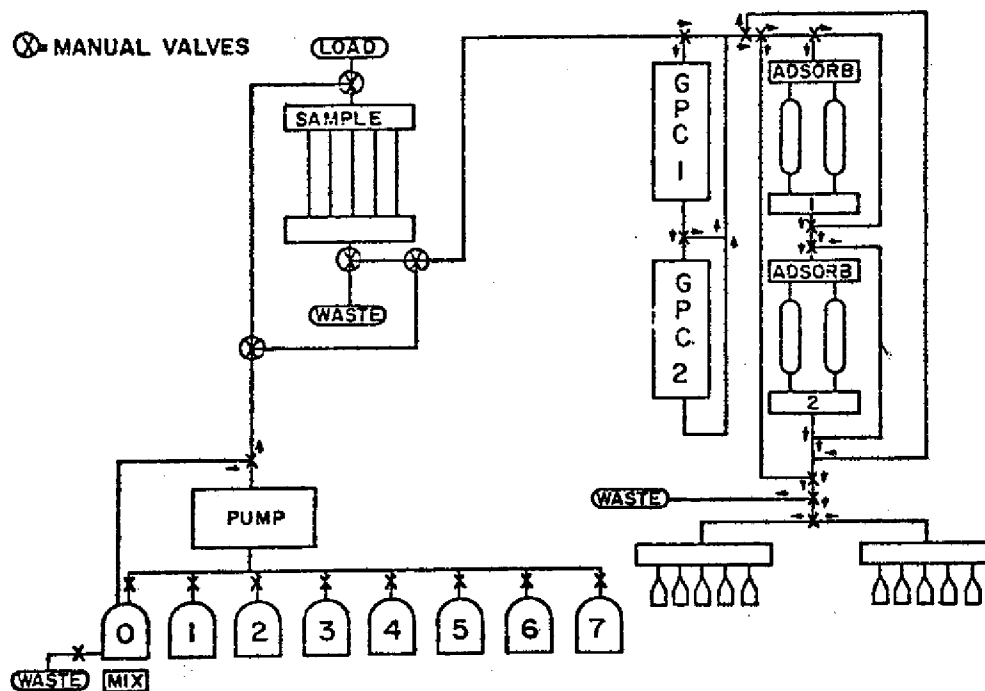 = MANUAL VALVES
LOAD
SAMPLE
WASTE
GPC 1
GPC 2
ADSORB
1
ADSORB
2
WASTE
PUMP
0 1 2 3 4 5 6 7
WASTE MIX